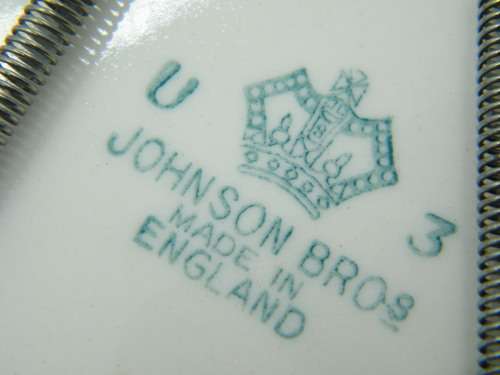 U
3
JOHNSON BROS
MADE IN
ENGLAND